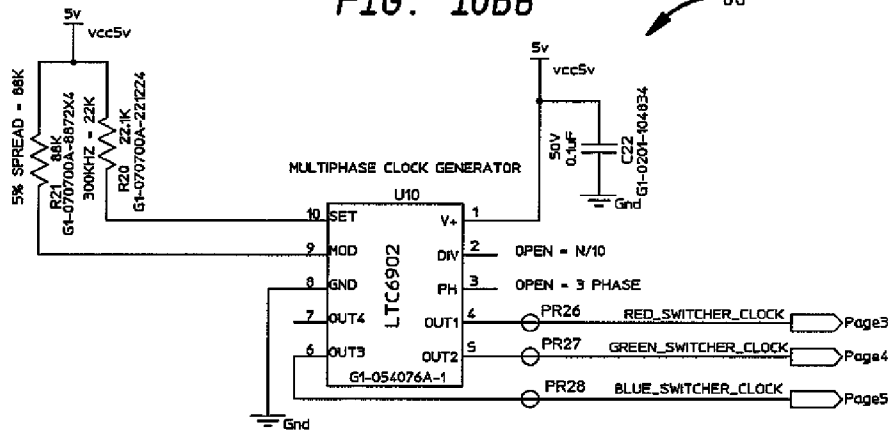 FIG. 10BB
5v
vcc5v
5v
vcc5v
5% SPREAD = 88K
R21 88K
G1-070700A-8872X4
300KHZ = 22K
R20 22.1K
G1-070700A-221224
50V
0.1uF
C22
G1-0201-104834
Gnd
MULTIPHASE CLOCK GENERATOR
U10
LTC6902
10 SET
9 MOD
8 GND
7 OUT4
6 OUT3
V+ 1
DIV 2 OPEN = N/10
PH 3 OPEN = 3 PHASE
OUT1 4 PR26 RED_SWITCHER_CLOCK Page3
OUT2 5 PR27 GREEN_SWITCHER_CLOCK Page4
G1-054076A-1
PR28 BLUE_SWITCHER_CLOCK Page5
Gnd